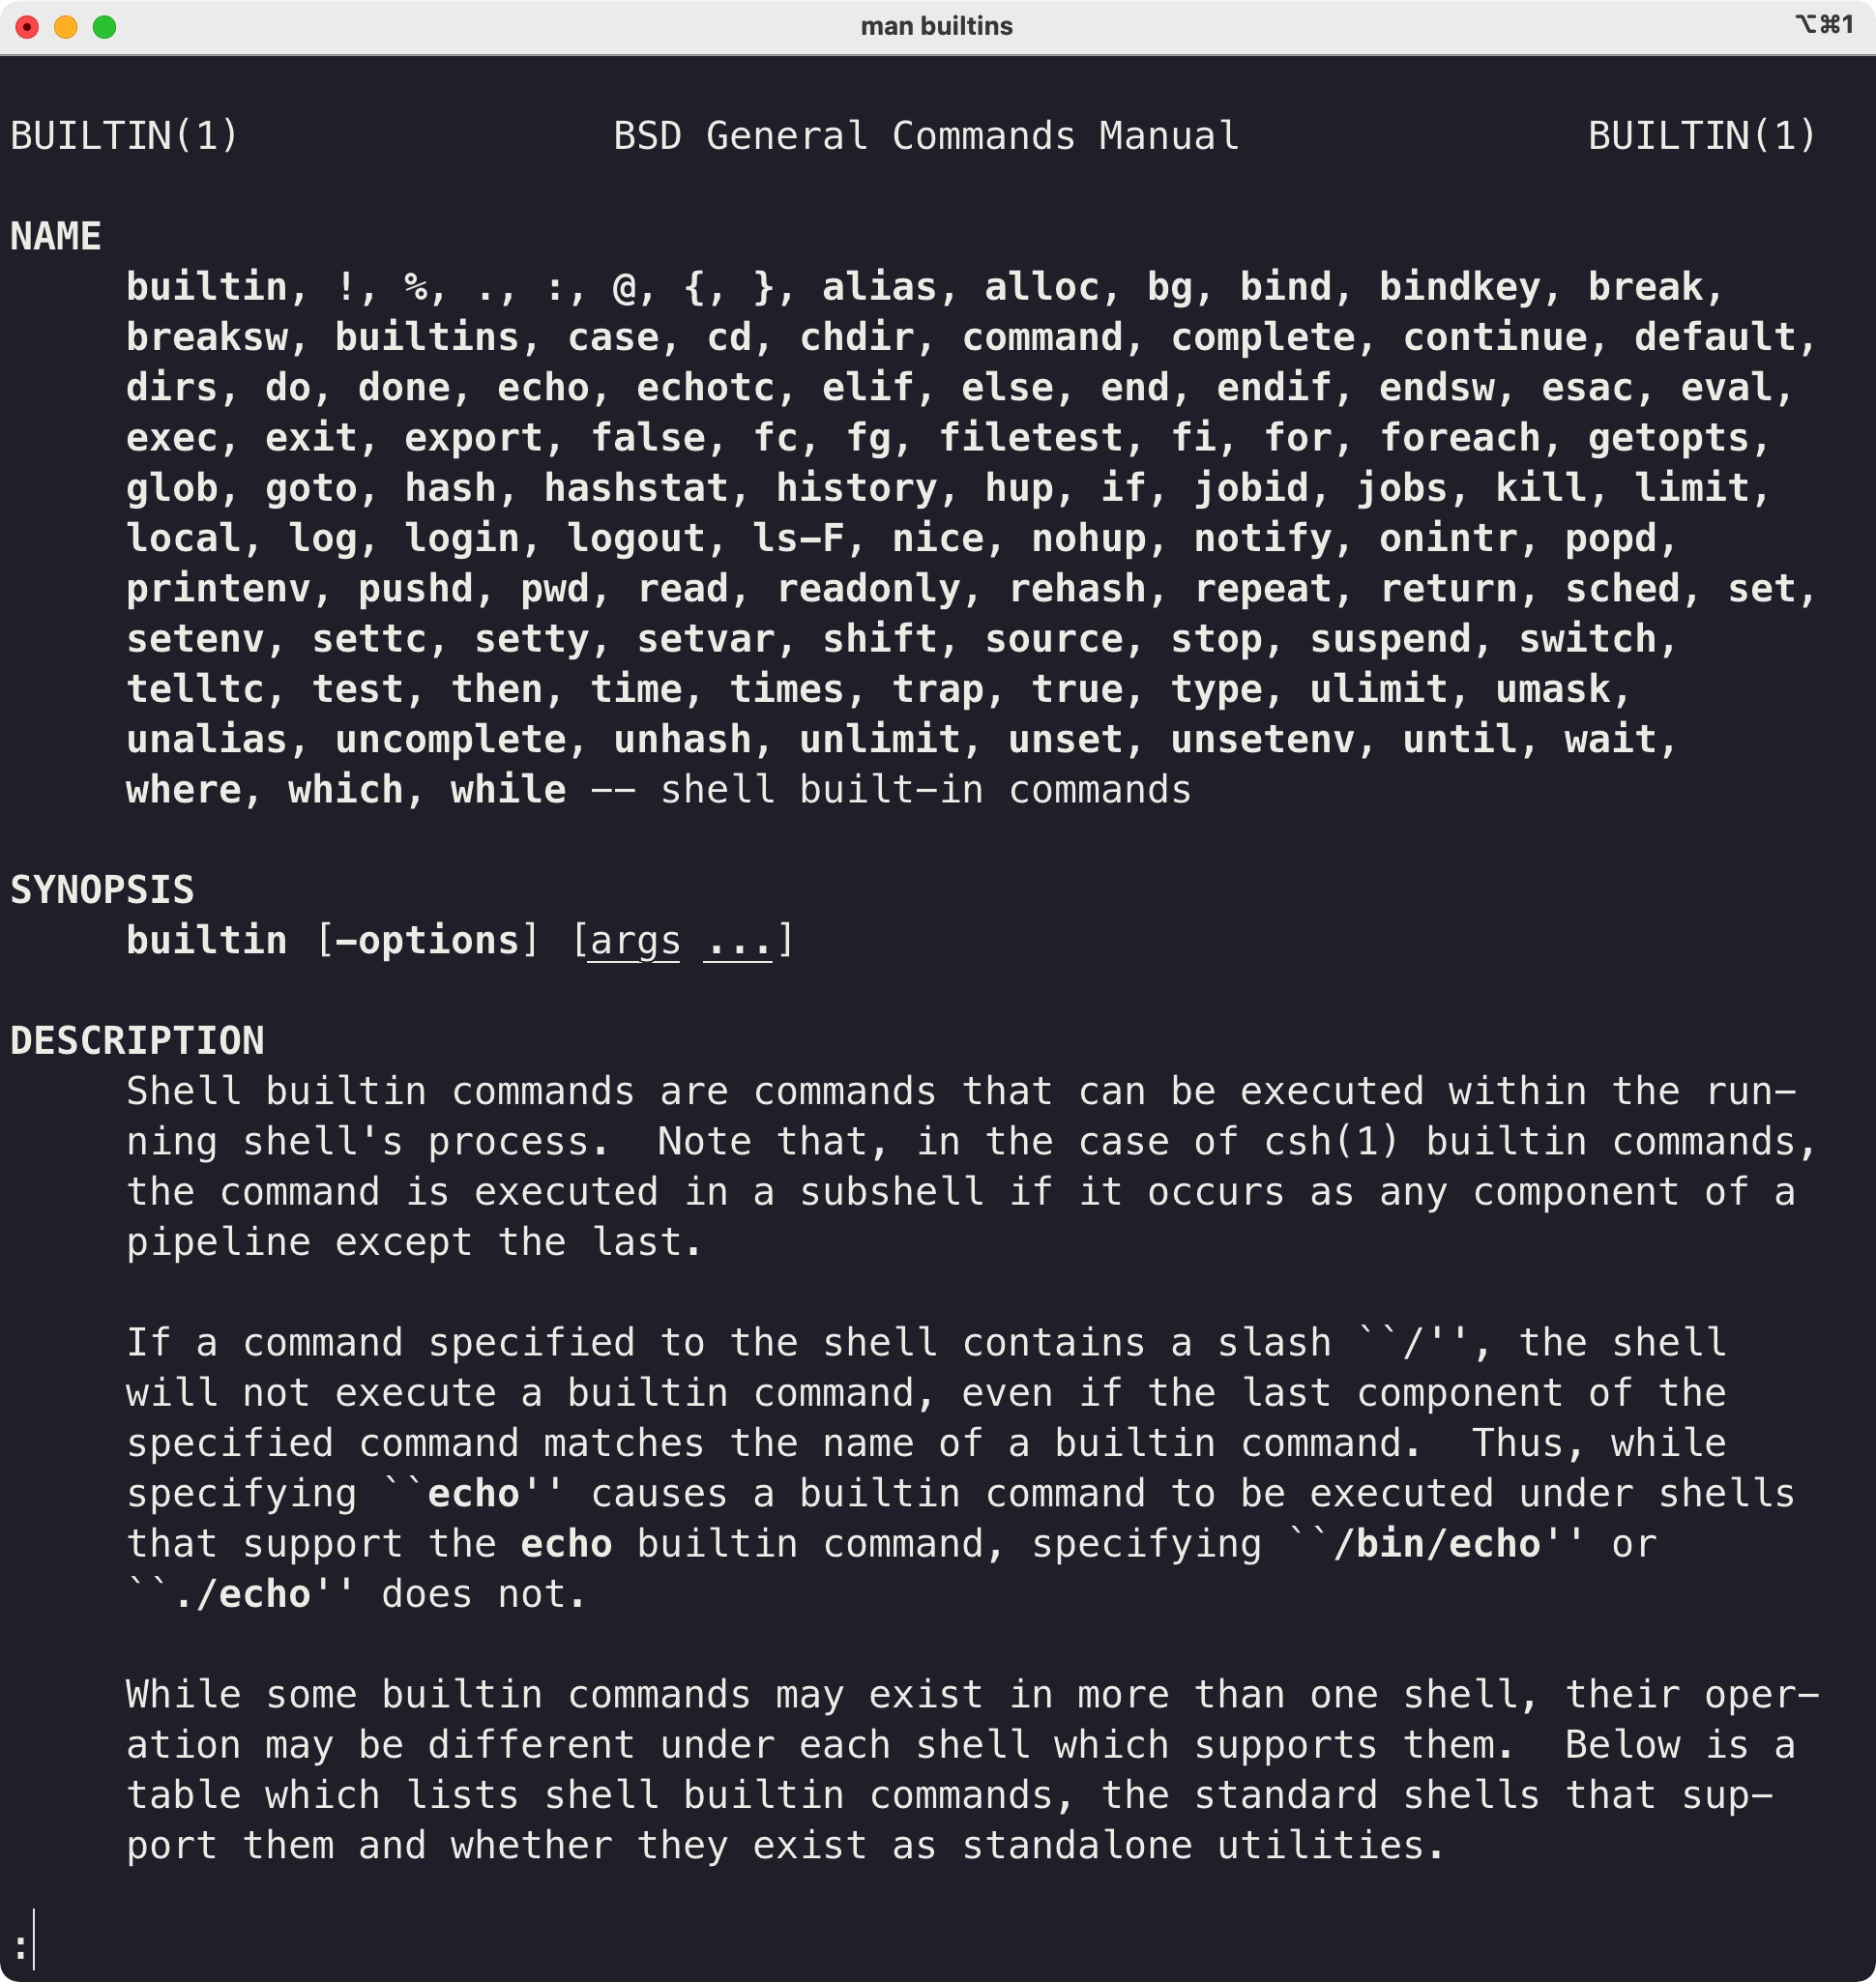 man builtins ⌥⌘1
BUILTIN(1) BSD General Commands Manual BUILTIN(1)
NAME
builtin, !, %, ., :, @, {, }, alias, alloc, bg, bind, bindkey, break,
breaksw, builtins, case, cd, chdir, command, complete, continue, default,
dirs, do, done, echo, echotc, elif, else, end, endif, endsw, esac, eval,
exec, exit, export, false, fc, fg, filetest, fi, for, foreach, getopts,
glob, goto, hash, hashstat, history, hup, if, jobid, jobs, kill, limit,
local, log, login, logout, ls-F, nice, nohup, notify, onintr, popd,
printenv, pushd, pwd, read, readonly, rehash, repeat, return, sched, set,
setenv, settc, setty, setvar, shift, source, stop, suspend, switch,
telltc, test, then, time, times, trap, true, type, ulimit, umask,
unalias, uncomplete, unhash, unlimit, unset, unsetenv, until, wait,
where, which, while -- shell built-in commands
SYNOPSIS
builtin [-options] [args ...]
DESCRIPTION
Shell builtin commands are commands that can be executed within the run-
ning shell's process.  Note that, in the case of csh(1) builtin commands,
the command is executed in a subshell if it occurs as any component of a
pipeline except the last.
If a command specified to the shell contains a slash ``/'', the shell
will not execute a builtin command, even if the last component of the
specified command matches the name of a builtin command.  Thus, while
specifying ``echo'' causes a builtin command to be executed under shells
that support the echo builtin command, specifying ``/bin/echo'' or
``./echo'' does not.
While some builtin commands may exist in more than one shell, their oper-
ation may be different under each shell which supports them.  Below is a
table which lists shell builtin commands, the standard shells that sup-
port them and whether they exist as standalone utilities.
: